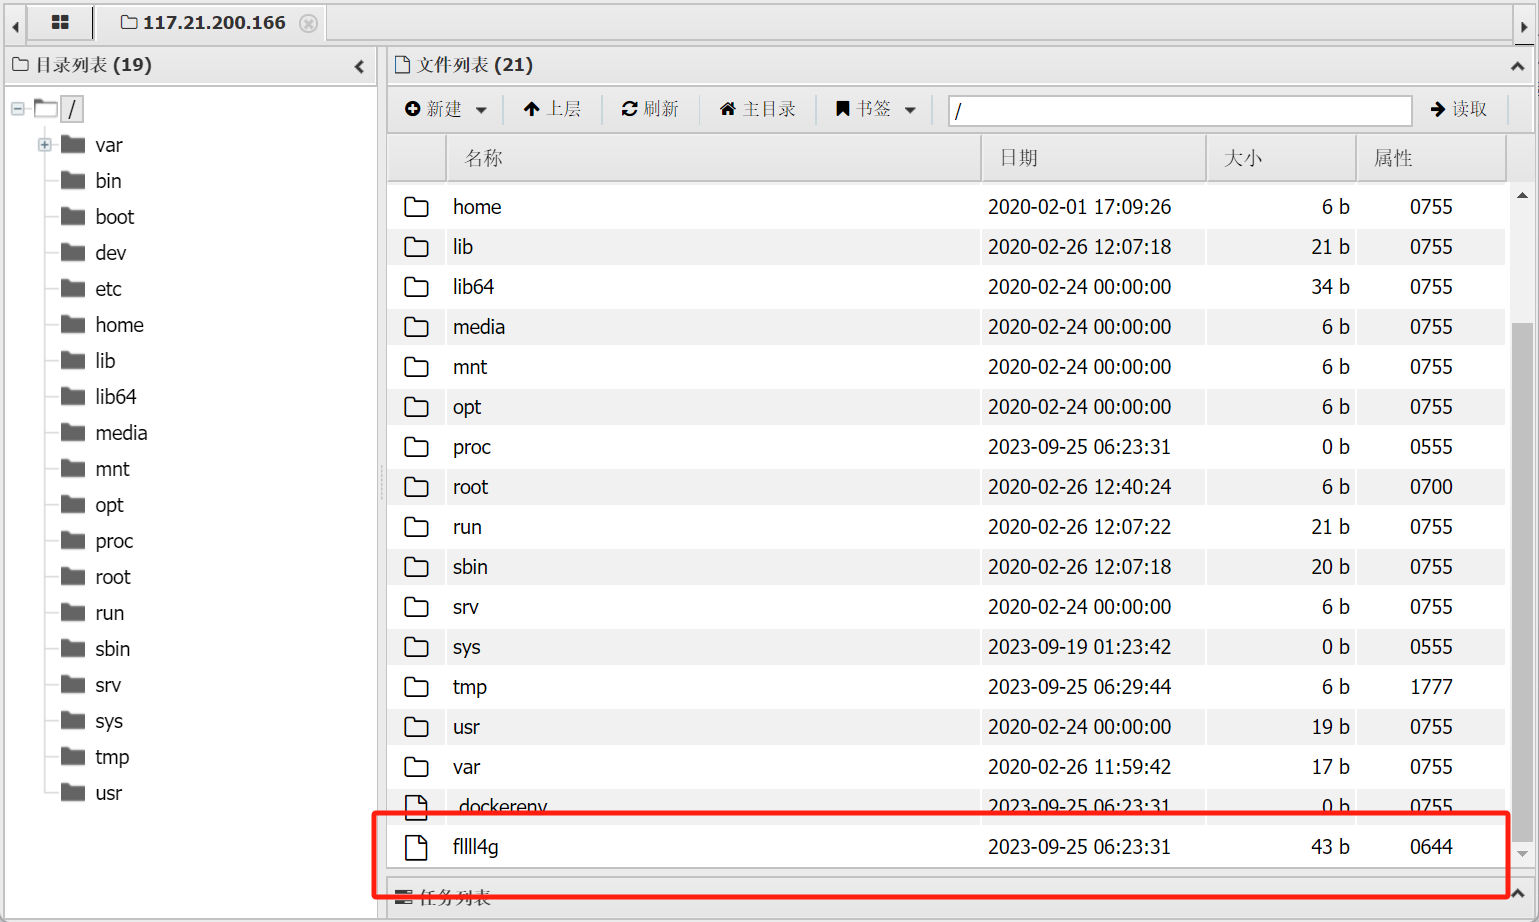 117.21.200.166
目录列表 (19)
/
var
bin
boot
dev
etc
home
lib
lib64
media
mnt
opt
proc
root
run
sbin
srv
sys
tmp
usr
文件列表 (21)
新建 上层 刷新 主目录 书签 / 读取
名称 日期 大小 属性
home 2020-02-01 17:09:26 6 b 0755
lib 2020-02-26 12:07:18 21 b 0755
lib64 2020-02-24 00:00:00 34 b 0755
media 2020-02-24 00:00:00 6 b 0755
mnt 2020-02-24 00:00:00 6 b 0755
opt 2020-02-24 00:00:00 6 b 0755
proc 2023-09-25 06:23:31 0 b 0555
root 2020-02-26 12:40:24 6 b 0700
run 2020-02-26 12:07:22 21 b 0755
sbin 2020-02-26 12:07:18 20 b 0755
srv 2020-02-24 00:00:00 6 b 0755
sys 2023-09-19 01:23:42 0 b 0555
tmp 2023-09-25 06:29:44 6 b 1777
usr 2020-02-24 00:00:00 19 b 0755
var 2020-02-26 11:59:42 17 b 0755
.dockerenv 2023-09-25 06:23:31 0 b 0755
fllll4g 2023-09-25 06:23:31 43 b 0644
任务列表